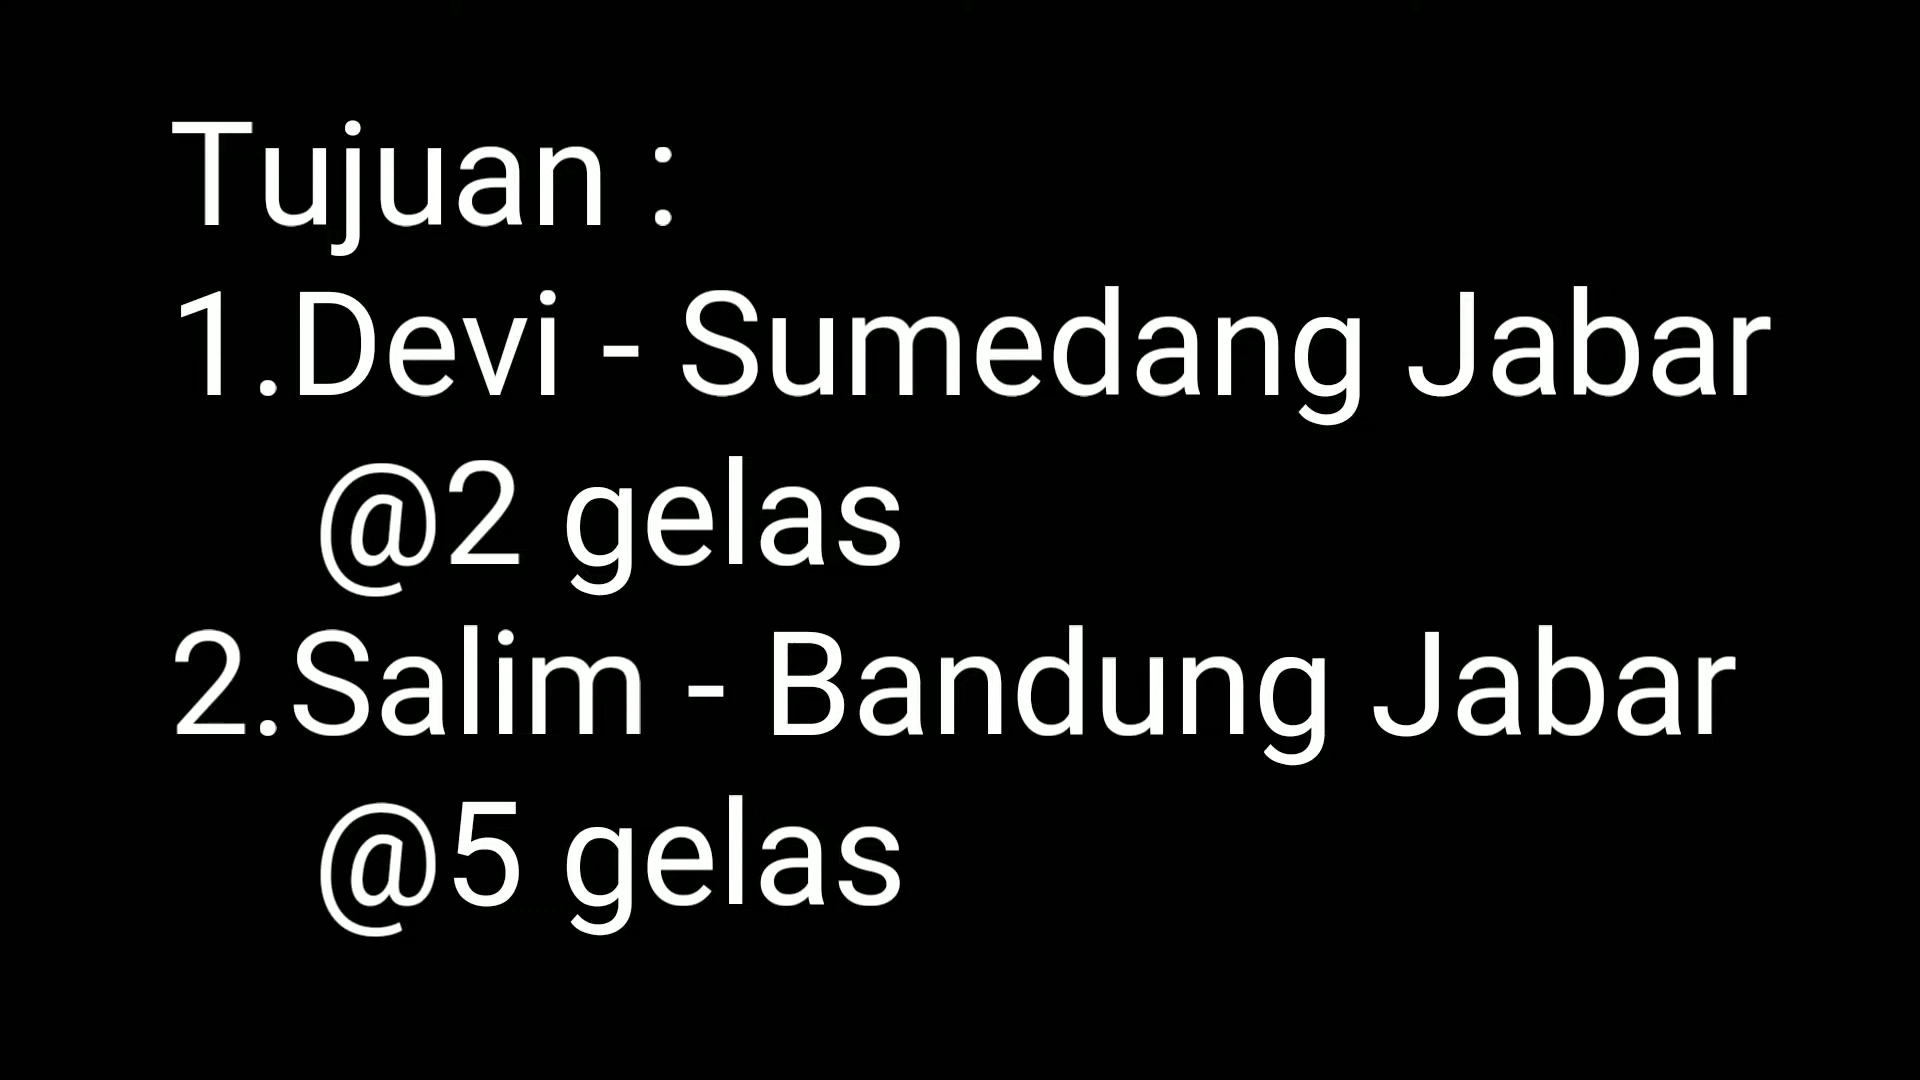 Tujuan :
1.Devi - Sumedang Jabar
@2 gelas
2.Salim - Bandung Jabar
@5 gelas